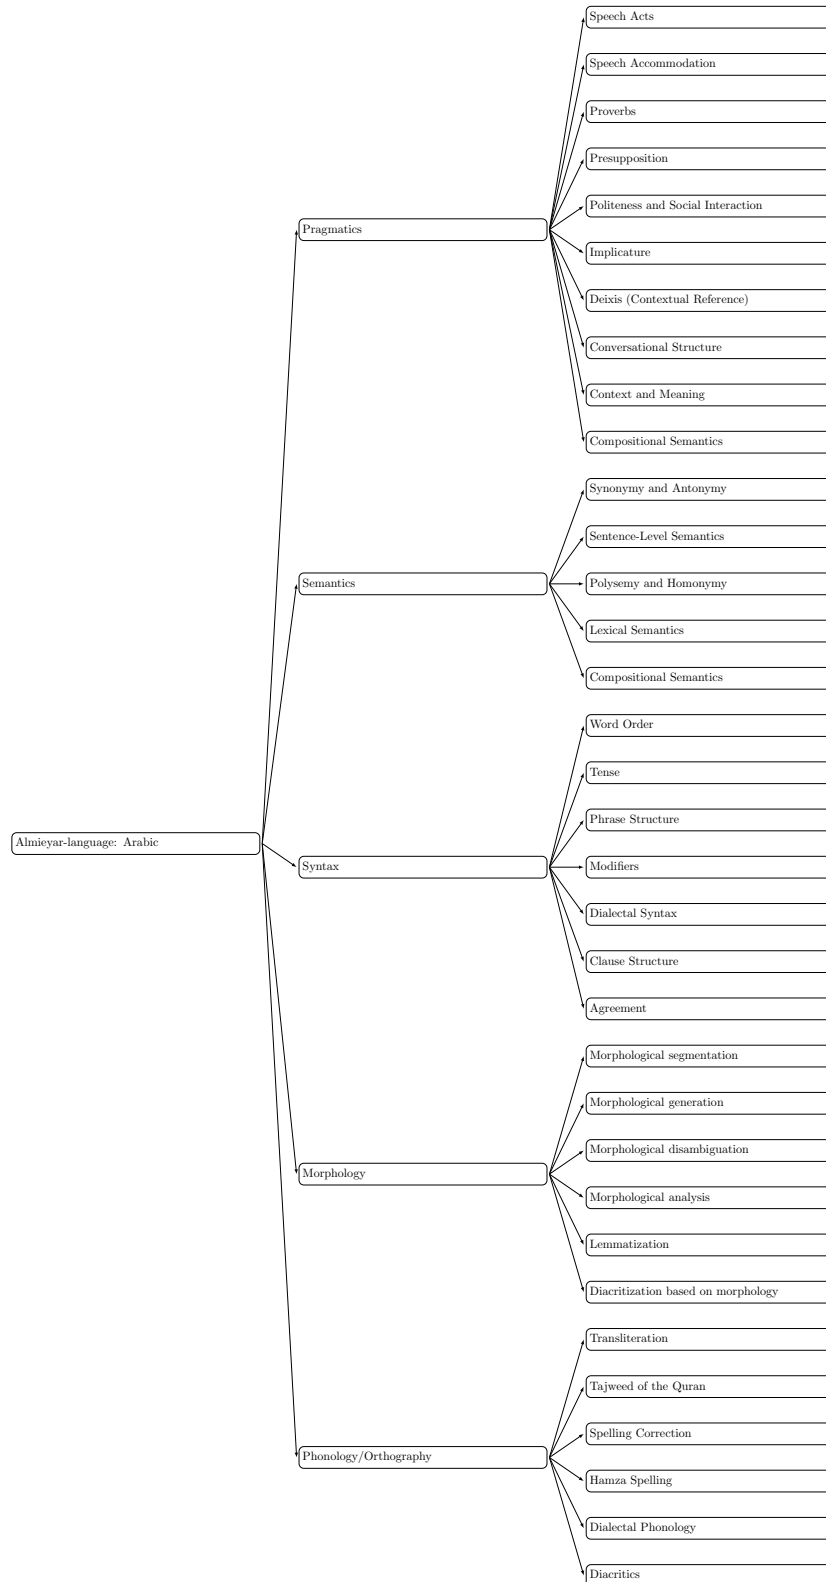 Speech Acts
Speech Accommodation
Proverbs
Presupposition
Politeness and Social Interaction
Pragmatics
Implicature
Deixis (Contextual Reference)
Conversational Structure
Context and Meaning
Compositional Semantics
Synonymy and Antonymy
Sentence-Level Semantics
Semantics
Polysemy and Homonymy
Lexical Semantics
Compositional Semantics
Word Order
Tense
Phrase Structure
Almieyar-language: Arabic
Syntax
Modifiers
Dialectal Syntax
Clause Structure
Agreement
Morphological segmentation
Morphological generation
Morphological disambiguation
Morphology
Morphological analysis
Lemmatization
Diacritization based on morphology
Transliteration
Tajweed of the Quran
Spelling Correction
Phonology/Orthography
Hamza Spelling
Dialectal Phonology
Diacritics